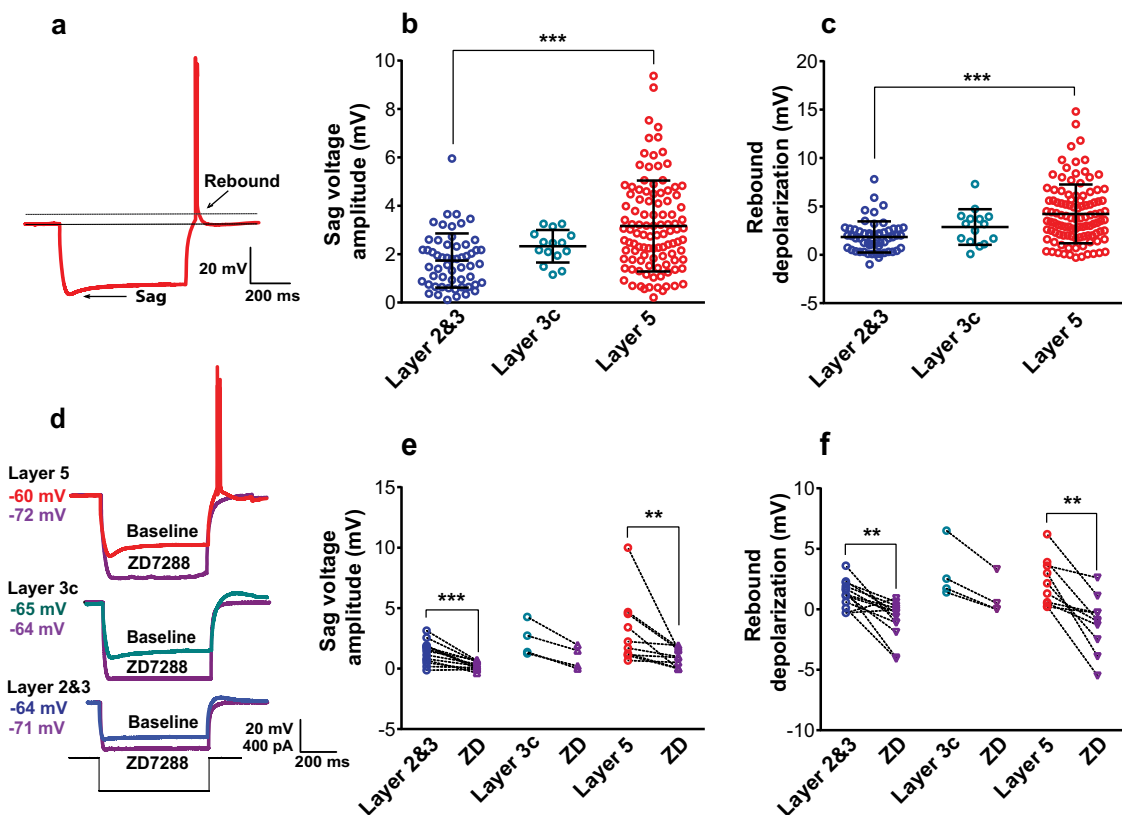 a
Rebound
Sag
20 mV
200 ms
b
***
Sag voltage
amplitude (mV)
10
8
6
4
2
0
Layer 2&3
Layer 3c
Layer 5
c
***
Rebound
depolarization (mV)
20
15
10
5
0
-5
Layer 2&3
Layer 3c
Layer 5
d
Layer 5
-60 mV
-72 mV
Baseline
ZD7288
Layer 3c
-65 mV
-64 mV
Baseline
ZD7288
Layer 2&3
-64 mV
-71 mV
Baseline
ZD7288
20 mV
400 pA
200 ms
e
Sag voltage
amplitude (mV)
15
10
5
0
-5
***
**
Layer 2&3
ZD
Layer 3c
ZD
Layer 5
ZD
f
Rebound
depolarization (mV)
10
5
0
-5
-10
**
**
Layer 2&3
ZD
Layer 3c
ZD
Layer 5
ZD